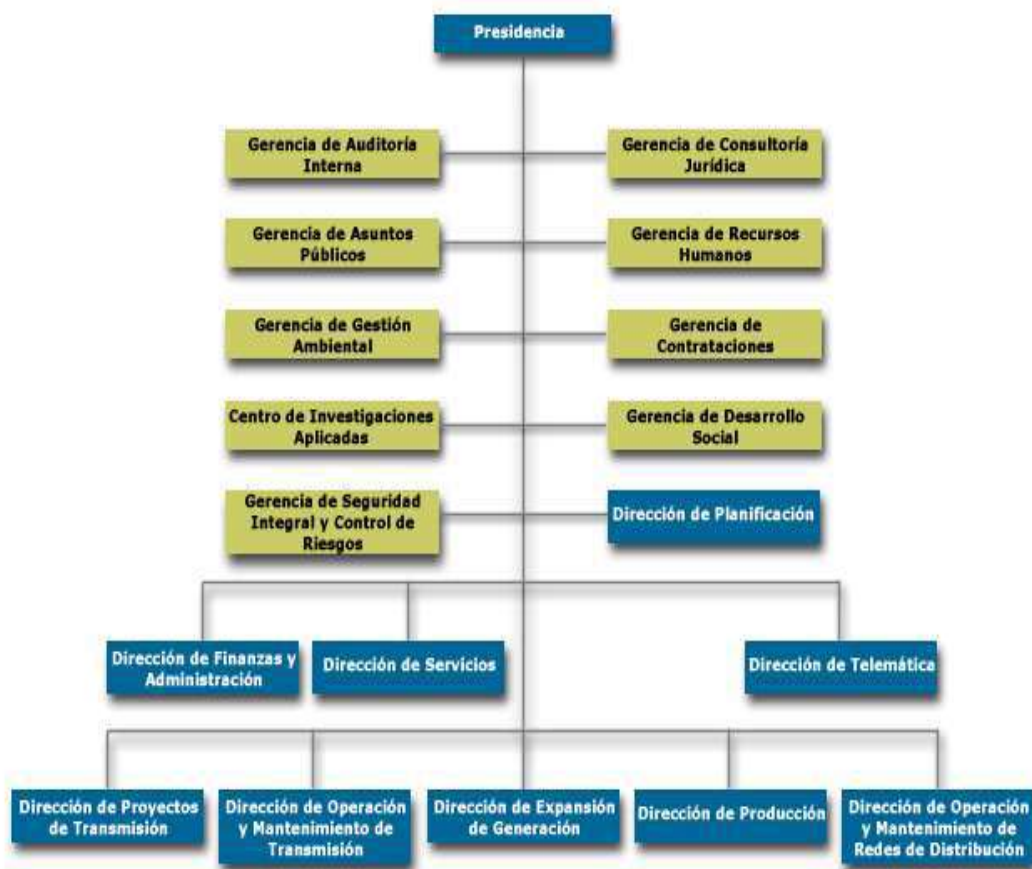 Presidencia
Gerencia de Auditoría
Interna
Gerencia de Consultoría
Jurídica
Gerencia de Asuntos
Públicos
Gerencia de Recursos
Humanos
Gerencia de Gestión
Ambiental
Gerencia de
Contrataciones
Centro de Investigaciones
Aplicadas
Gerencia de Desarrollo
Social
Gerencia de Seguridad
Integral y Control de
Riesgos
Dirección de Planificación
Dirección de Finanzas y
Administración
Dirección de Servicios
Dirección de Telemática
Dirección de Proyectos
de Transmisión
Dirección de Operación
y Mantenimiento de
Transmisión
Dirección de Expansión
de Generación
Dirección de Producción
Dirección de Operación
y Mantenimiento de
Redes de Distribución